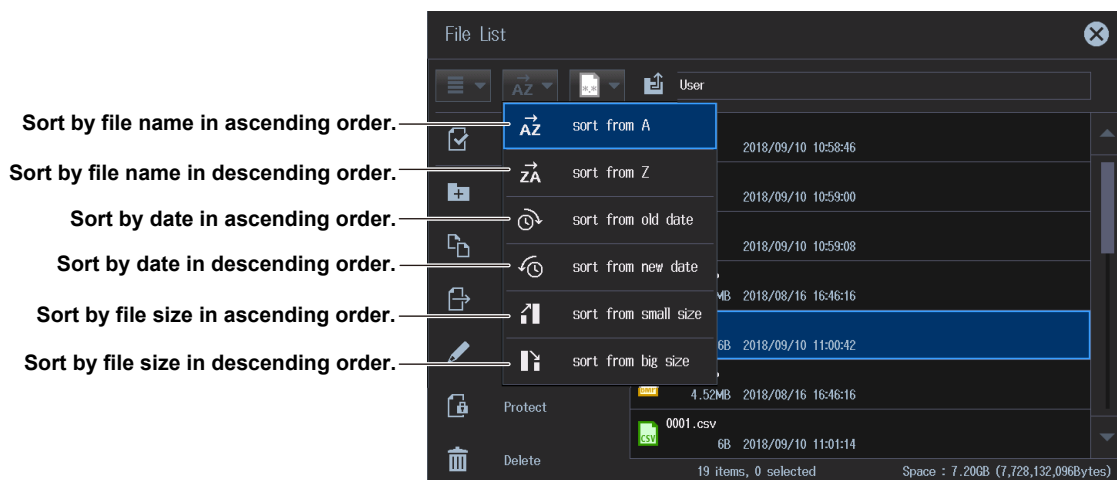 File List
AZ
*.*
User
Sort by file name in ascending order.
AZ sort from A
2018/09/10 10:58:46
Sort by file name in descending order.
ZA sort from Z
2018/09/10 10:59:00
Sort by date in ascending order.
sort from old date
2018/09/10 10:59:08
Sort by date in descending order.
sort from new date
MB 2018/08/16 16:46:16
Sort by file size in ascending order.
sort from small size
6B 2018/09/10 11:00:42
Sort by file size in descending order.
sort from big size
4.52MB 2018/08/16 16:46:16
Protect
0001.csv
CSV
6B 2018/09/10 11:01:14
Delete
19 items, 0 selected
Space : 7.20GB (7,728,132,096Bytes)